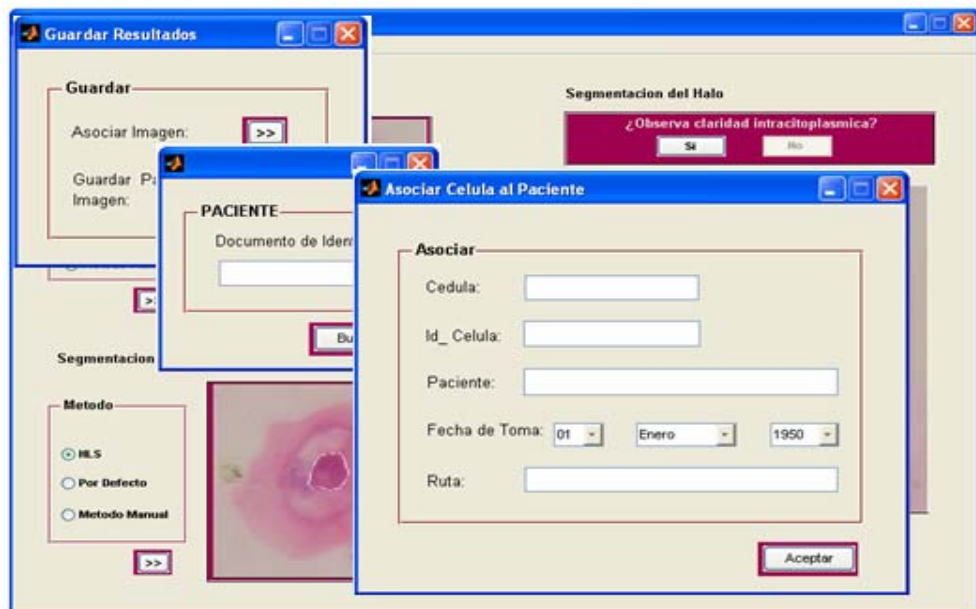 Guardar Resultados
Guardar
Asociar Imagen:
>>
Guardar
Imagen:
Segmentacion del Halo
¿Observa claridad intracitoplasmica?
Si
No
PACIENTE
Documento de
Asociar Celula al Paciente
Asociar
Cedula:
Id_ Celula:
Paciente:
Fecha de Toma: 01 Enero 1950
Ruta:
Aceptar
Segmentacion
Metodo
HLS
Por Defecto
Metodo Manual
>>